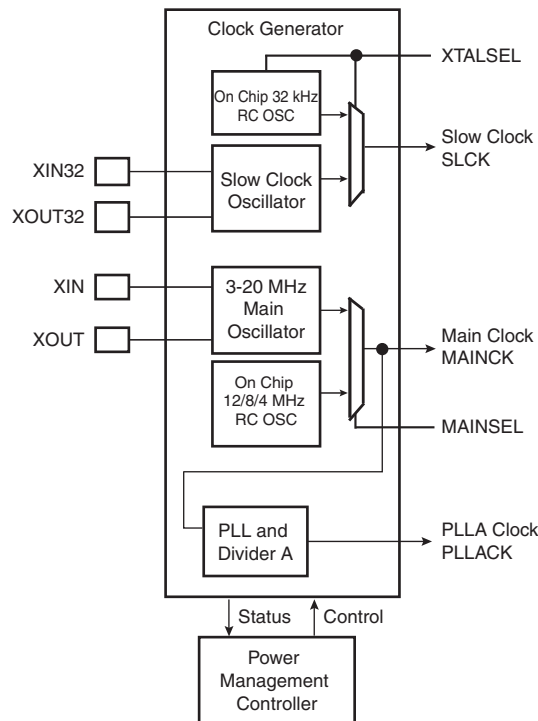 Clock Generator
XTALSEL
On Chip 32 kHz
RC OSC
Slow Clock
SLCK
XIN32
Slow Clock
Oscillator
XOUT32
XIN
3-20 MHz
Main
Oscillator
XOUT
Main Clock
MAINCK
On Chip
12/8/4 MHz
RC OSC
MAINSEL
PLL and
Divider A
PLLA Clock
PLLACK
Status
Control
Power
Management
Controller